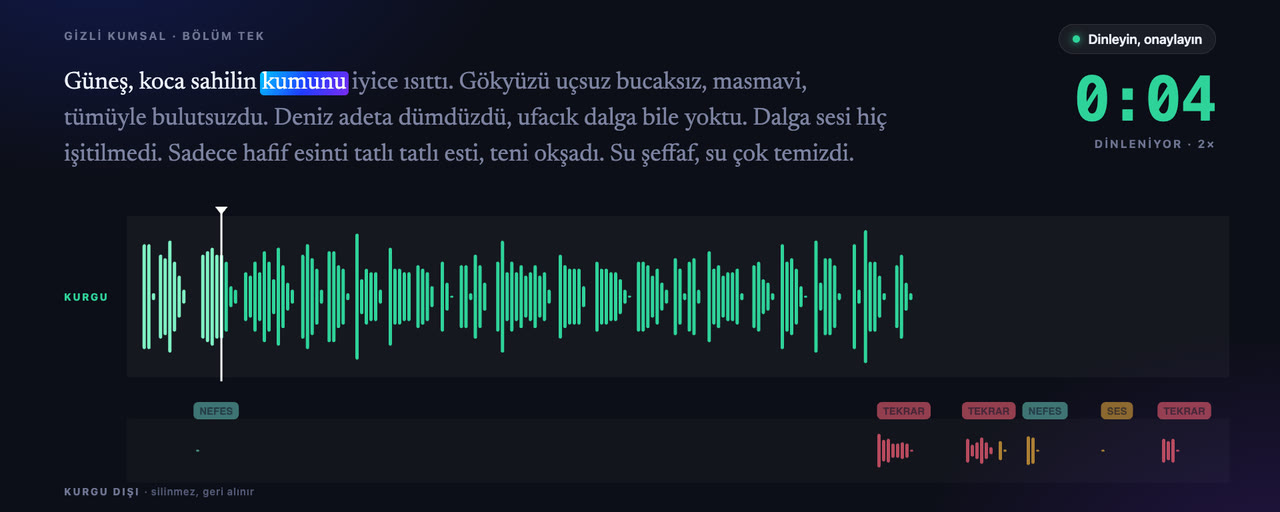 GİZLİ KUMSAL · BÖLÜM TEK
Dinleyin, onaylayın
Güneş, koca sahilin kumunu iyice ısıttı. Gökyüzü uçsuz bucaksız, masmavi,
tümüyle bulutsuzdu. Deniz adeta dümdüzdü, ufacık dalga bile yoktu. Dalga sesi hiç
işitilmedi. Sadece hafif esinti tatlı tatlı esti, teni okşadı. Su şeffaf, su çok temizdi.
0:04
DİNLENİYOR · 2×
KURGU
NEFES
TEKRAR
TEKRAR
NEFES
SES
TEKRAR
KURGU DIŞI · silinmez, geri alınır